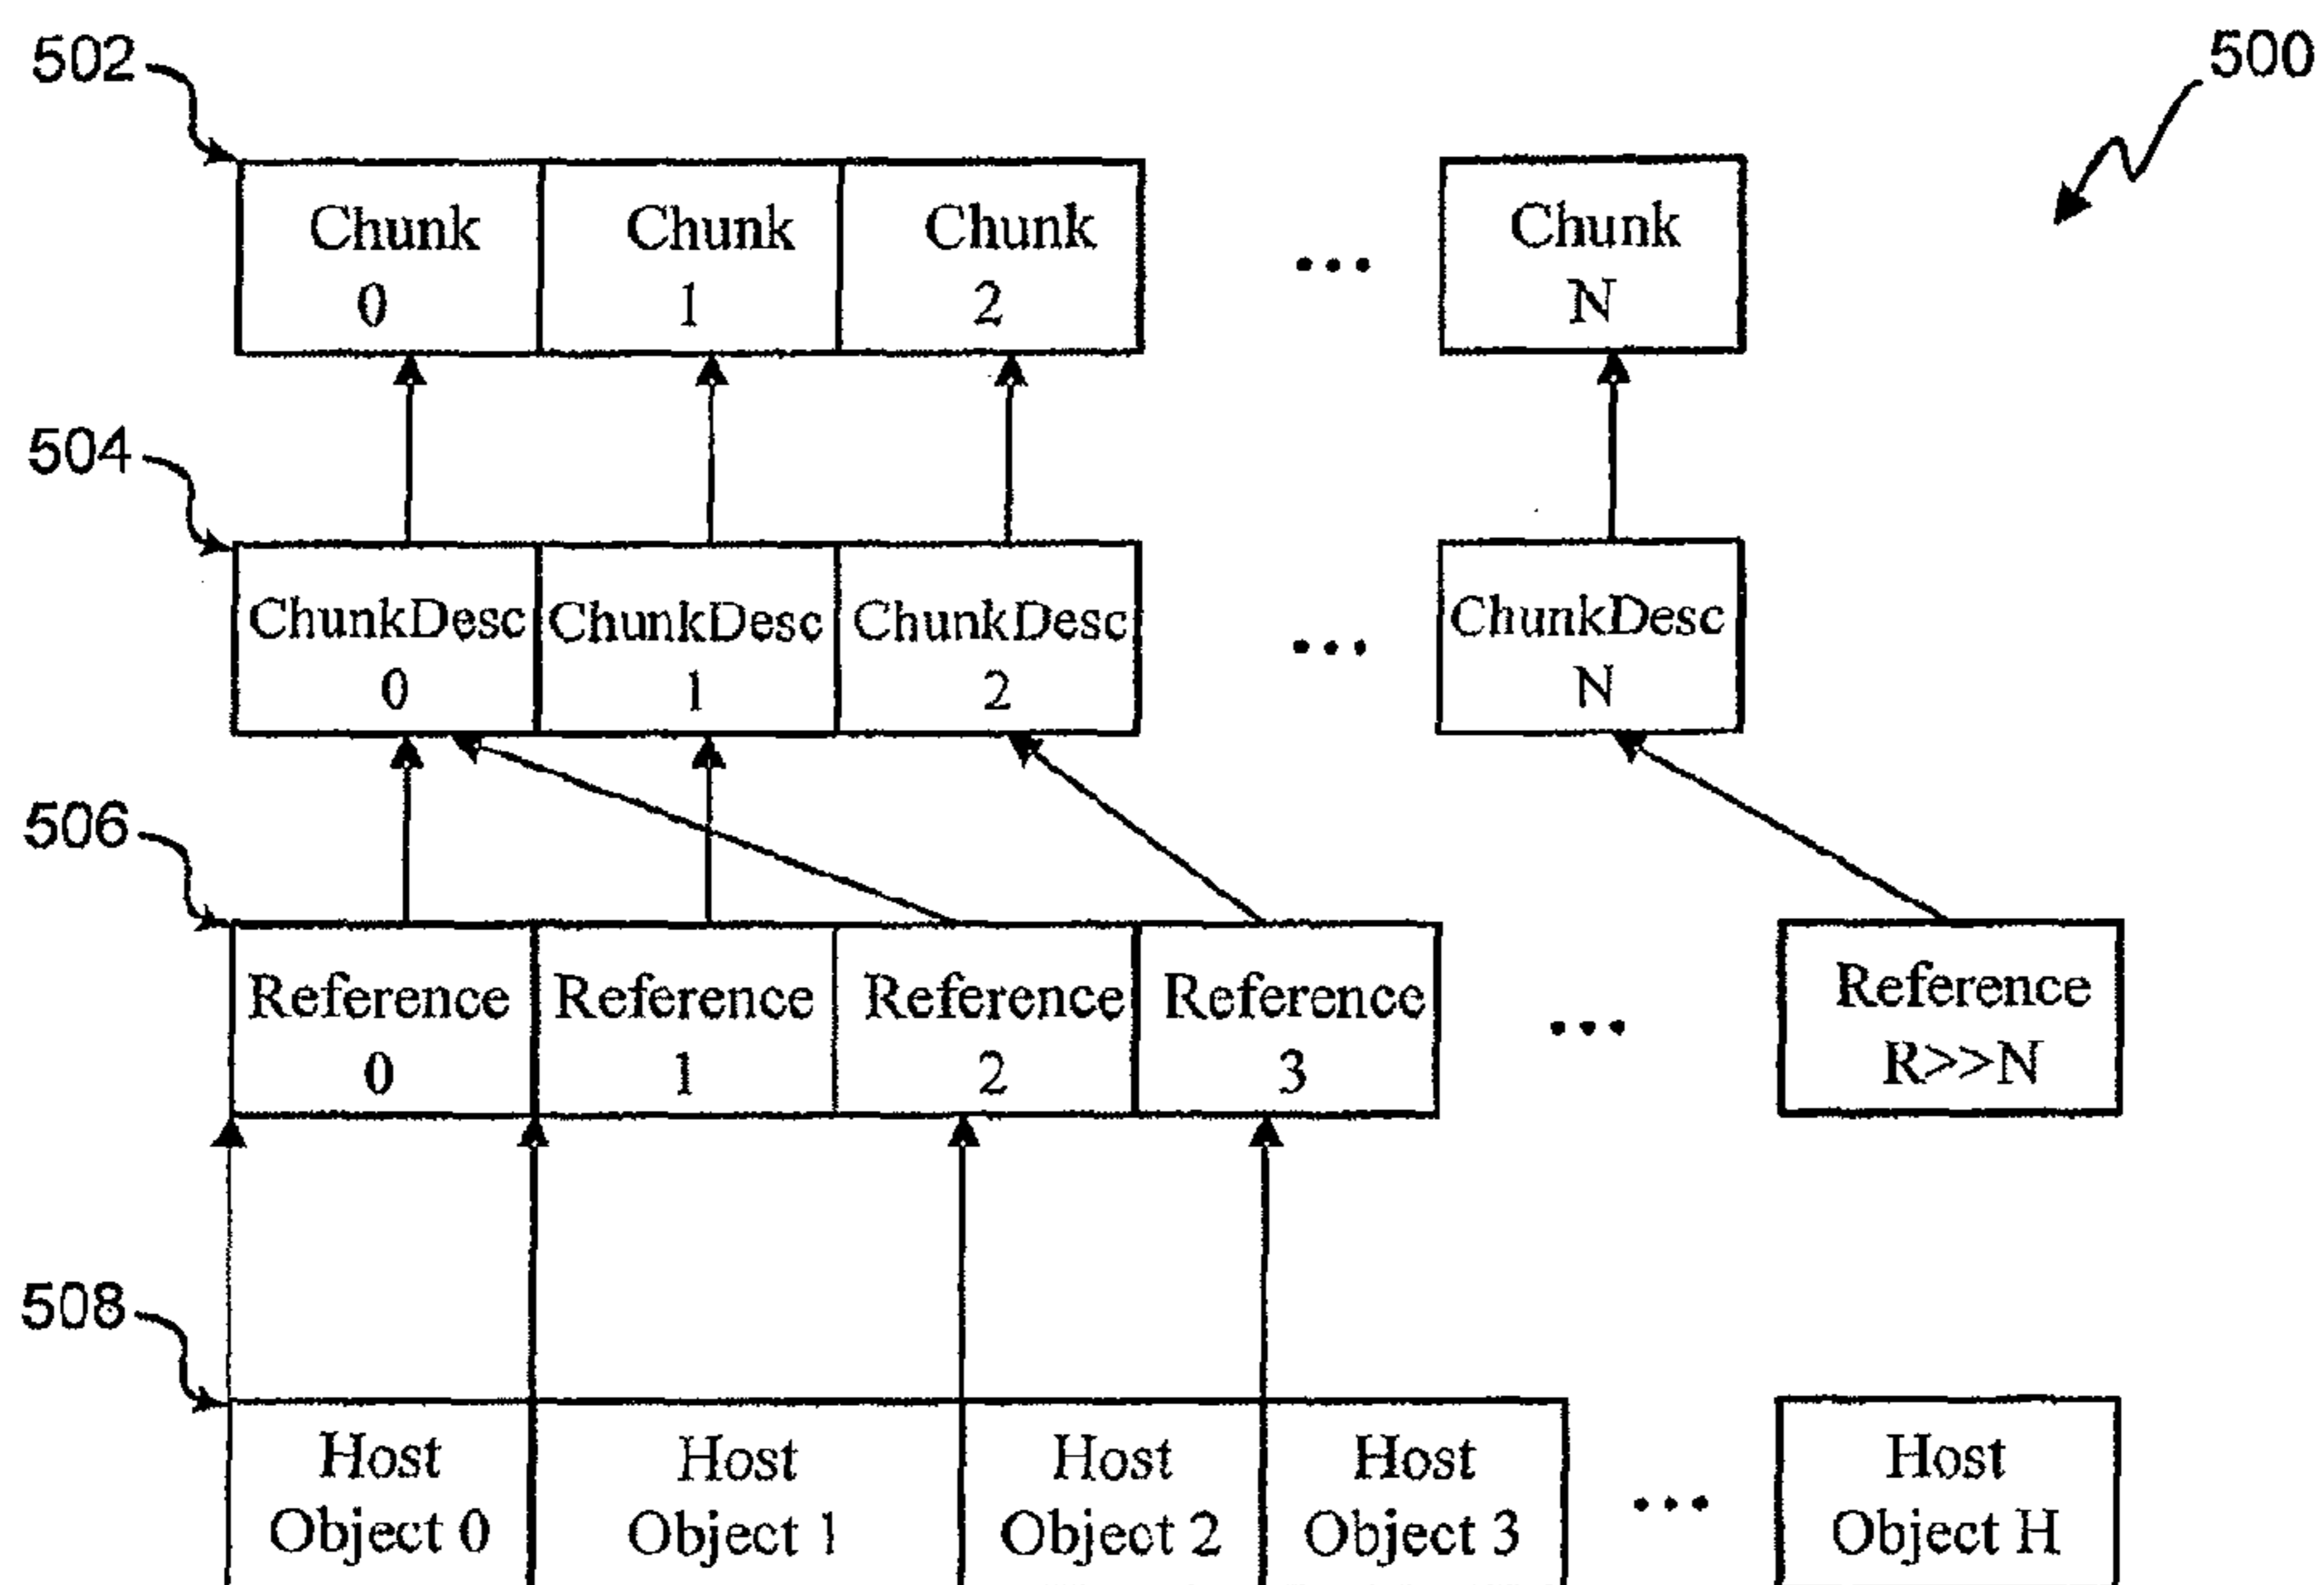 502
500
Chunk
0
Chunk
1
Chunk
2
...
Chunk
N
504
ChunkDesc
0
ChunkDesc
1
ChunkDesc
2
...
ChunkDesc
N
506
Reference
0
Reference
1
Reference
2
Reference
3
...
Reference
R>>N
508
Host
Object 0
Host
Object 1
Host
Object 2
Host
Object 3
...
Host
Object H